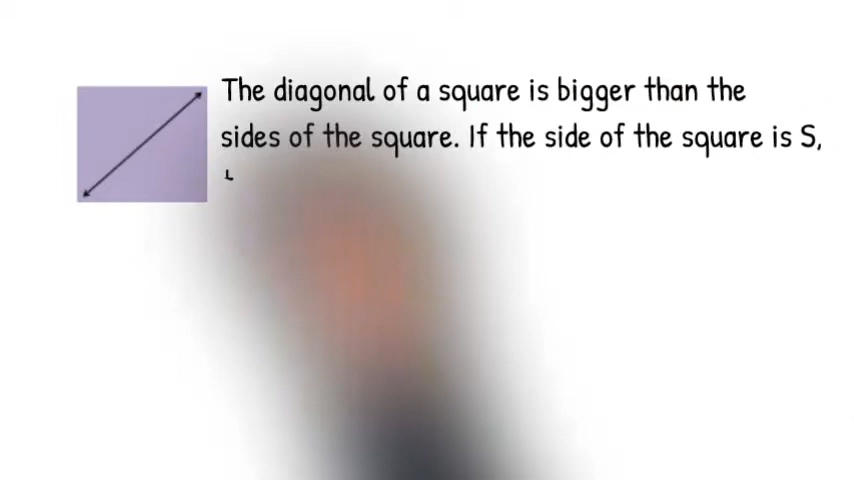 The diagonal of a square is bigger than the
sides of the square. If the side of the square is S,